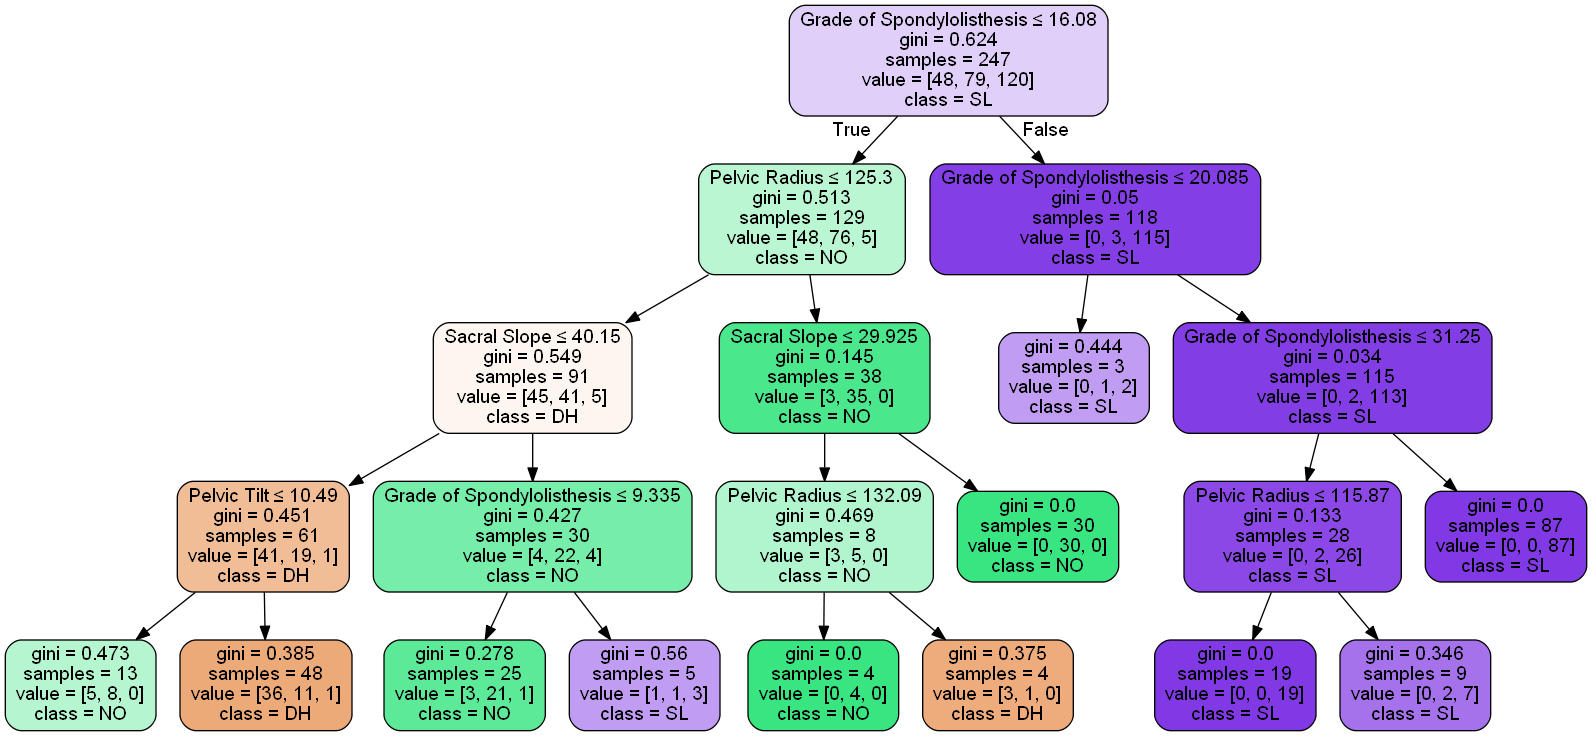 Grade of Spondylolisthesis ≤ 16.08
gini = 0.624
samples = 247
value = [48, 79, 120]
class = SL
True
False
Pelvic Radius ≤ 125.3
gini = 0.513
samples = 129
value = [48, 76, 5]
class = NO
Grade of Spondylolisthesis ≤ 20.085
gini = 0.05
samples = 118
value = [0, 3, 115]
class = SL
Sacral Slope ≤ 40.15
gini = 0.549
samples = 91
value = [45, 41, 5]
class = DH
Sacral Slope ≤ 29.925
gini = 0.145
samples = 38
value = [3, 35, 0]
class = NO
gini = 0.444
samples = 3
value = [0, 1, 2]
class = SL
Grade of Spondylolisthesis ≤ 31.25
gini = 0.034
samples = 115
value = [0, 2, 113]
class = SL
Pelvic Tilt ≤ 10.49
gini = 0.451
samples = 61
value = [41, 19, 1]
class = DH
Grade of Spondylolisthesis ≤ 9.335
gini = 0.427
samples = 30
value = [4, 22, 4]
class = NO
Pelvic Radius ≤ 132.09
gini = 0.469
samples = 8
value = [3, 5, 0]
class = NO
gini = 0.0
samples = 30
value = [0, 30, 0]
class = NO
Pelvic Radius ≤ 115.87
gini = 0.133
samples = 28
value = [0, 2, 26]
class = SL
gini = 0.0
samples = 87
value = [0, 0, 87]
class = SL
gini = 0.473
samples = 13
value = [5, 8, 0]
class = NO
gini = 0.385
samples = 48
value = [36, 11, 1]
class = DH
gini = 0.278
samples = 25
value = [3, 21, 1]
class = NO
gini = 0.56
samples = 5
value = [1, 1, 3]
class = SL
gini = 0.0
samples = 4
value = [0, 4, 0]
class = NO
gini = 0.375
samples = 4
value = [3, 1, 0]
class = DH
gini = 0.0
samples = 19
value = [0, 0, 19]
class = SL
gini = 0.346
samples = 9
value = [0, 2, 7]
class = SL